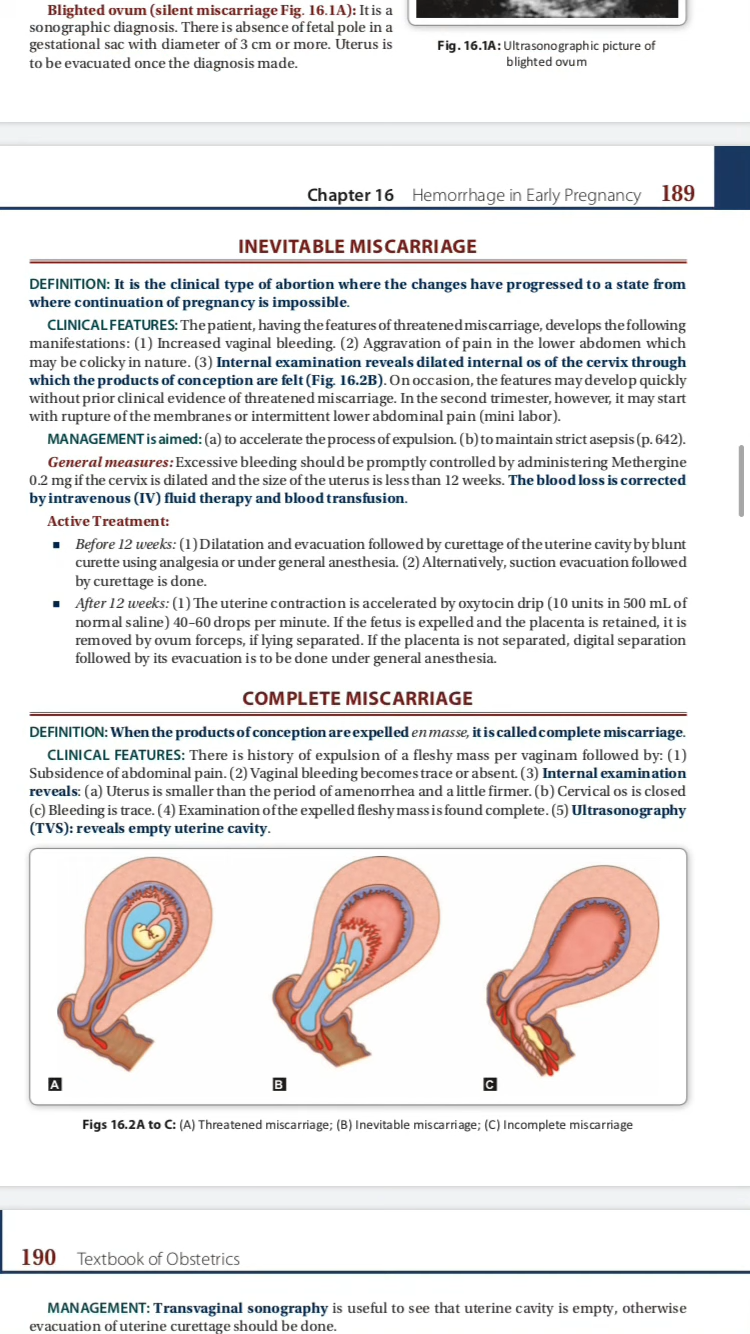 Blighted ovum (silent miscarriage Fig. 16.1A): It is a
sonographic diagnosis. There is absence of fetal pole in a
gestational sac with diameter of 3 cm or more. Uterus is
to be evacuated once the diagnosis made.
Fig. 16.1A: Ultrasonographic picture of
blighted ovum
Chapter 16 Hemorrhage in Early Pregnancy 189
INEVITABLE MISCARRIAGE
DEFINITION: It is the clinical type of abortion where the changes have progressed to a state from
where continuation of pregnancy is impossible.
CLINICAL FEATURES: The patient, having the features of threatened miscarriage, develops the following
manifestations: (1) Increased vaginal bleeding. (2) Aggravation of pain in the lower abdomen which
may be colicky in nature. (3) Internal examination reveals dilated internal os of the cervix through
which the products of conception are felt (Fig. 16.2B). On occasion, the features may develop quickly
without prior clinical evidence of threatened miscarriage. In the second trimester, however, it may start
with rupture of the membranes or intermittent lower abdominal pain (mini labor).
MANAGEMENT is aimed: (a) to accelerate the process of expulsion. (b) to maintain strict asepsis (p. 642).
General measures: Excessive bleeding should be promptly controlled by administering Methergine
0.2 mg if the cervix is dilated and the size of the uterus is less than 12 weeks. The blood loss is corrected
by intravenous (IV) fluid therapy and blood transfusion.
Active Treatment:
▪ Before 12 weeks: (1) Dilatation and evacuation followed by curettage of the uterine cavity by blunt
curette using analgesia or under general anesthesia. (2) Alternatively, suction evacuation followed
by curettage is done.
▪ After 12 weeks: (1) The uterine contraction is accelerated by oxytocin drip (10 units in 500 mL of
normal saline) 40–60 drops per minute. If the fetus is expelled and the placenta is retained, it is
removed by ovum forceps, if lying separated. If the placenta is not separated, digital separation
followed by its evacuation is to be done under general anesthesia.
COMPLETE MISCARRIAGE
DEFINITION: When the products of conception are expelled en masse, it is called complete miscarriage.
CLINICAL FEATURES: There is history of expulsion of a fleshy mass per vaginam followed by: (1)
Subsidence of abdominal pain. (2) Vaginal bleeding becomes trace or absent. (3) Internal examination
reveals: (a) Uterus is smaller than the period of amenorrhea and a little firmer. (b) Cervical os is closed
(c) Bleeding is trace. (4) Examination of the expelled fleshy mass is found complete. (5) Ultrasonography
(TVS): reveals empty uterine cavity.
A B C
Figs 16.2A to C: (A) Threatened miscarriage; (B) Inevitable miscarriage; (C) Incomplete miscarriage
190 Textbook of Obstetrics
MANAGEMENT: Transvaginal sonography is useful to see that uterine cavity is empty, otherwise
evacuation of uterine curettage should be done.